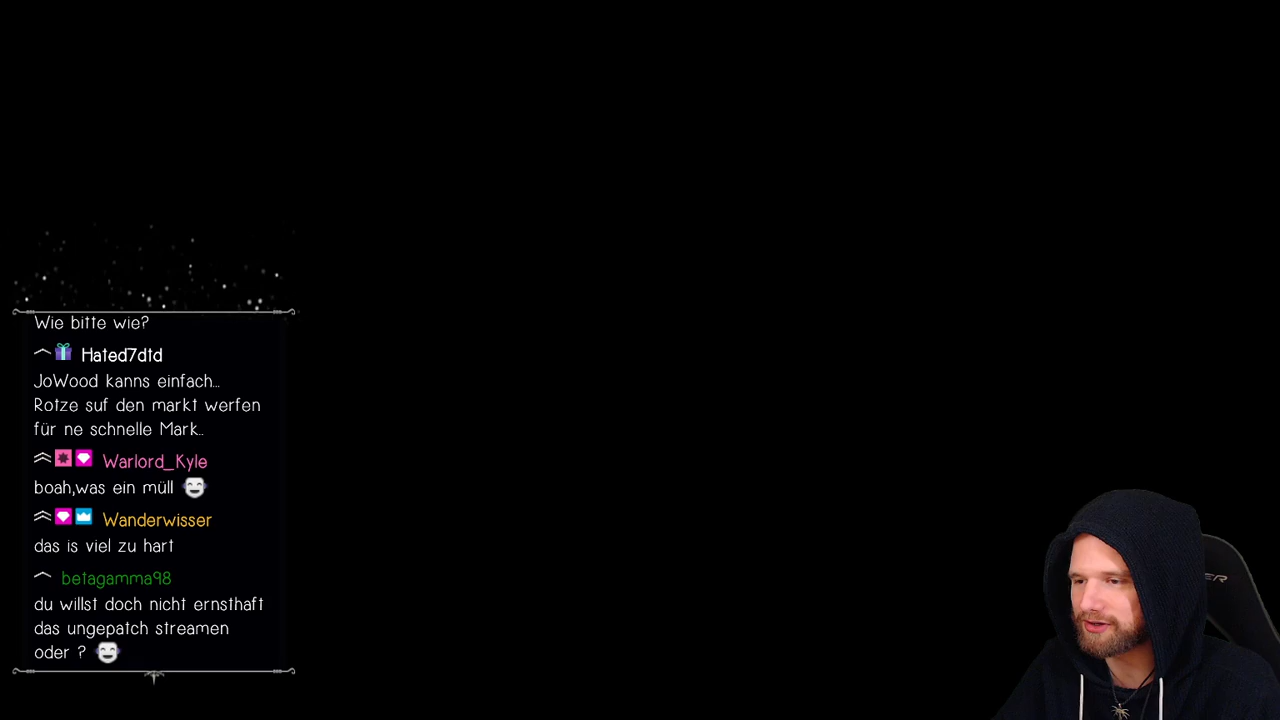 Wie bitte wie?
Hated7dtd
JoWood kanns einfach...
Rotze suf den markt werfen
für ne schnelle Mark..
Warlord_Kyle
boah,was ein müll
Wanderwisser
das is viel zu hart
betagamma98
du willst doch nicht ernsthaft
das ungepatch streamen
oder ?